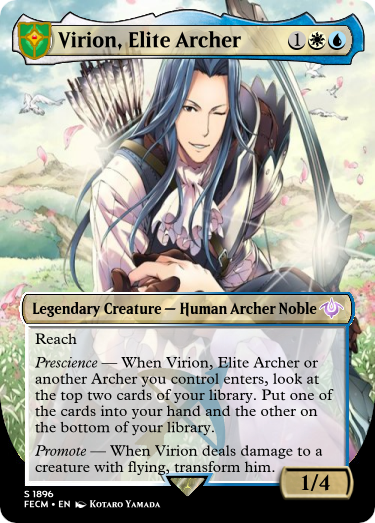 Virion, Elite Archer 1
Legendary Creature — Human Archer Noble
Reach
Prescience — When Virion, Elite Archer or
another Archer you control enters, look at
the top two cards of your library. Put one of
the cards into your hand and the other on
the bottom of your library.
Promote — When Virion deals damage to a
creature with flying, transform him.
1/4
S 1896
FECM • EN KOTARO YAMADA